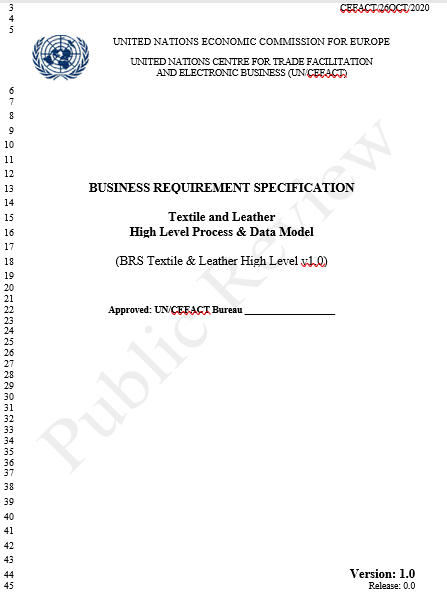 3 CEFACT/26OCT/2020
4
5
UNITED NATIONS ECONOMIC COMMISSION FOR EUROPE
UNITED NATIONS CENTRE FOR TRADE FACILITATION
AND ELECTRONIC BUSINESS (UN/CEFACT)
6
7
8
9
10
11
12
13 BUSINESS REQUIREMENT SPECIFICATION
14
15 Textile and Leather
16 High Level Process & Data Model
17
18 (BRS Textile & Leather High Level v1.0)
19
20
21
22 Approved: UN/CEFACT Bureau ___________________
23
24
25
26
27
28
29
30
31
32
33
34
35
36
37
38
39
40
41
42
43
44 Version: 1.0
45 Release: 0.0
Public Review